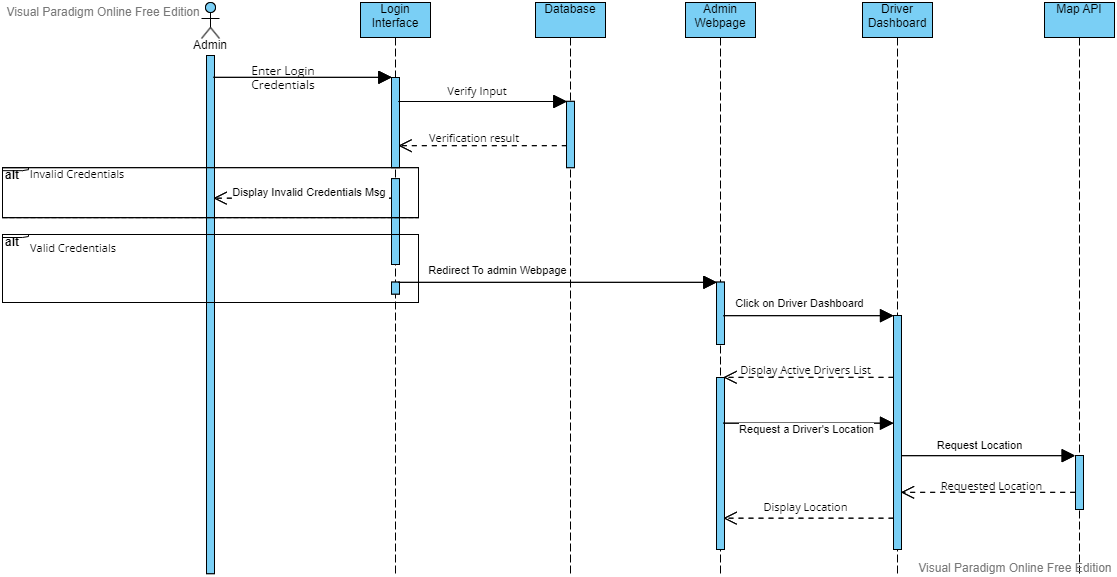 Visual Paradigm Online Free Edition
Admin
Login
Interface
Database
Admin
Webpage
Driver
Dashboard
Map API
Enter Login
Credentials
Verify Input
Verification result
alt
Invalid Credentials
Display Invalid Credentials Msg
alt
Valid Credentials
Redirect To admin Webpage
Click on Driver Dashboard
Display Active Drivers List
Request a Driver's Location
Request Location
Requested Location
Display Location
Visual Paradigm Online Free Edition